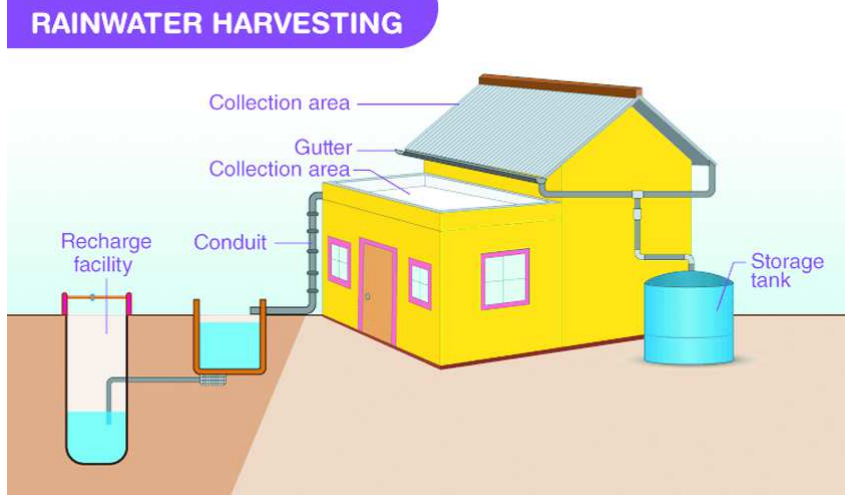 RAINWATER HARVESTING
Collection area
Gutter
Collection area
Recharge
facility
Conduit
Storage
tank